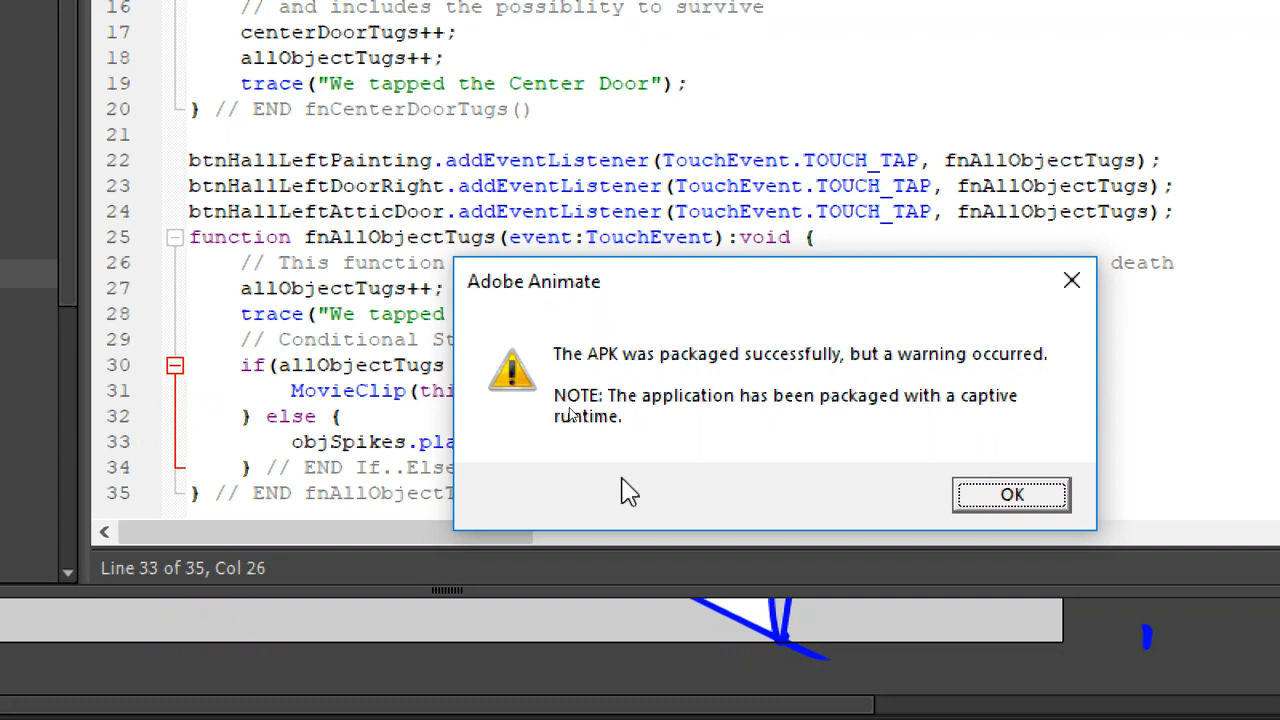 16 // and includes the possiblity to survive
17 centerDoorTugs++;
18 allObjectTugs++;
19 trace("We tapped the Center Door");
20 } // END fnCenterDoorTugs()
21
22 btnHallLeftPainting.addEventListener(TouchEvent.TOUCH_TAP, fnAllObjectTugs);
23 btnHallLeftDoorRight.addEventListener(TouchEvent.TOUCH_TAP, fnAllObjectTugs);
24 btnHallLeftAtticDoor.addEventListener(TouchEvent.TOUCH_TAP, fnAllObjectTugs);
25 function fnAllObjectTugs(event:TouchEvent):void {
26 // This function death
27 allObjectTugs++;
28 trace("We tapped
29 // Conditional St
30 if(allObjectTugs
31 MovieClip(thi
32 } else {
33 objSpikes.pla
34 } // END If..Else
35 } // END fnAllObjectT
Adobe Animate
The APK was packaged successfully, but a warning occurred.
NOTE: The application has been packaged with a captive
runtime.
OK
Line 33 of 35, Col 26